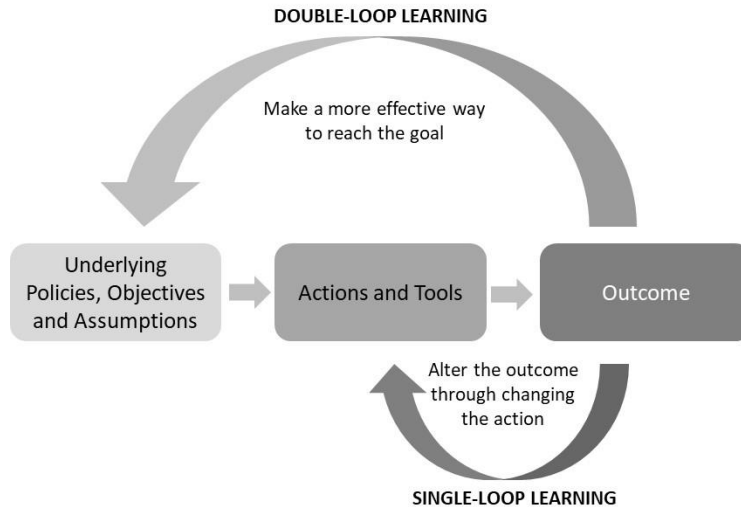 DOUBLE-LOOP LEARNING
Make a more effective way
to reach the goal
Underlying
Policies, Objectives
and Assumptions
Actions and Tools
Outcome
Alter the outcome
through changing
the action
SINGLE-LOOP LEARNING